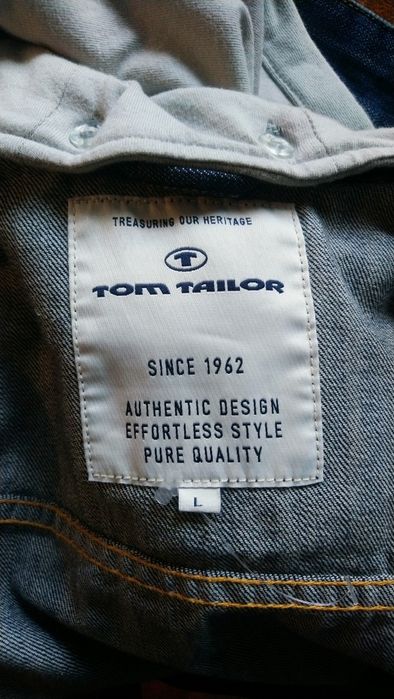 TREASURING OUR HERITAGE
T
TOM TAILOR
SINCE 1962
AUTHENTIC DESIGN
EFFORTLESS STYLE
PURE QUALITY
L